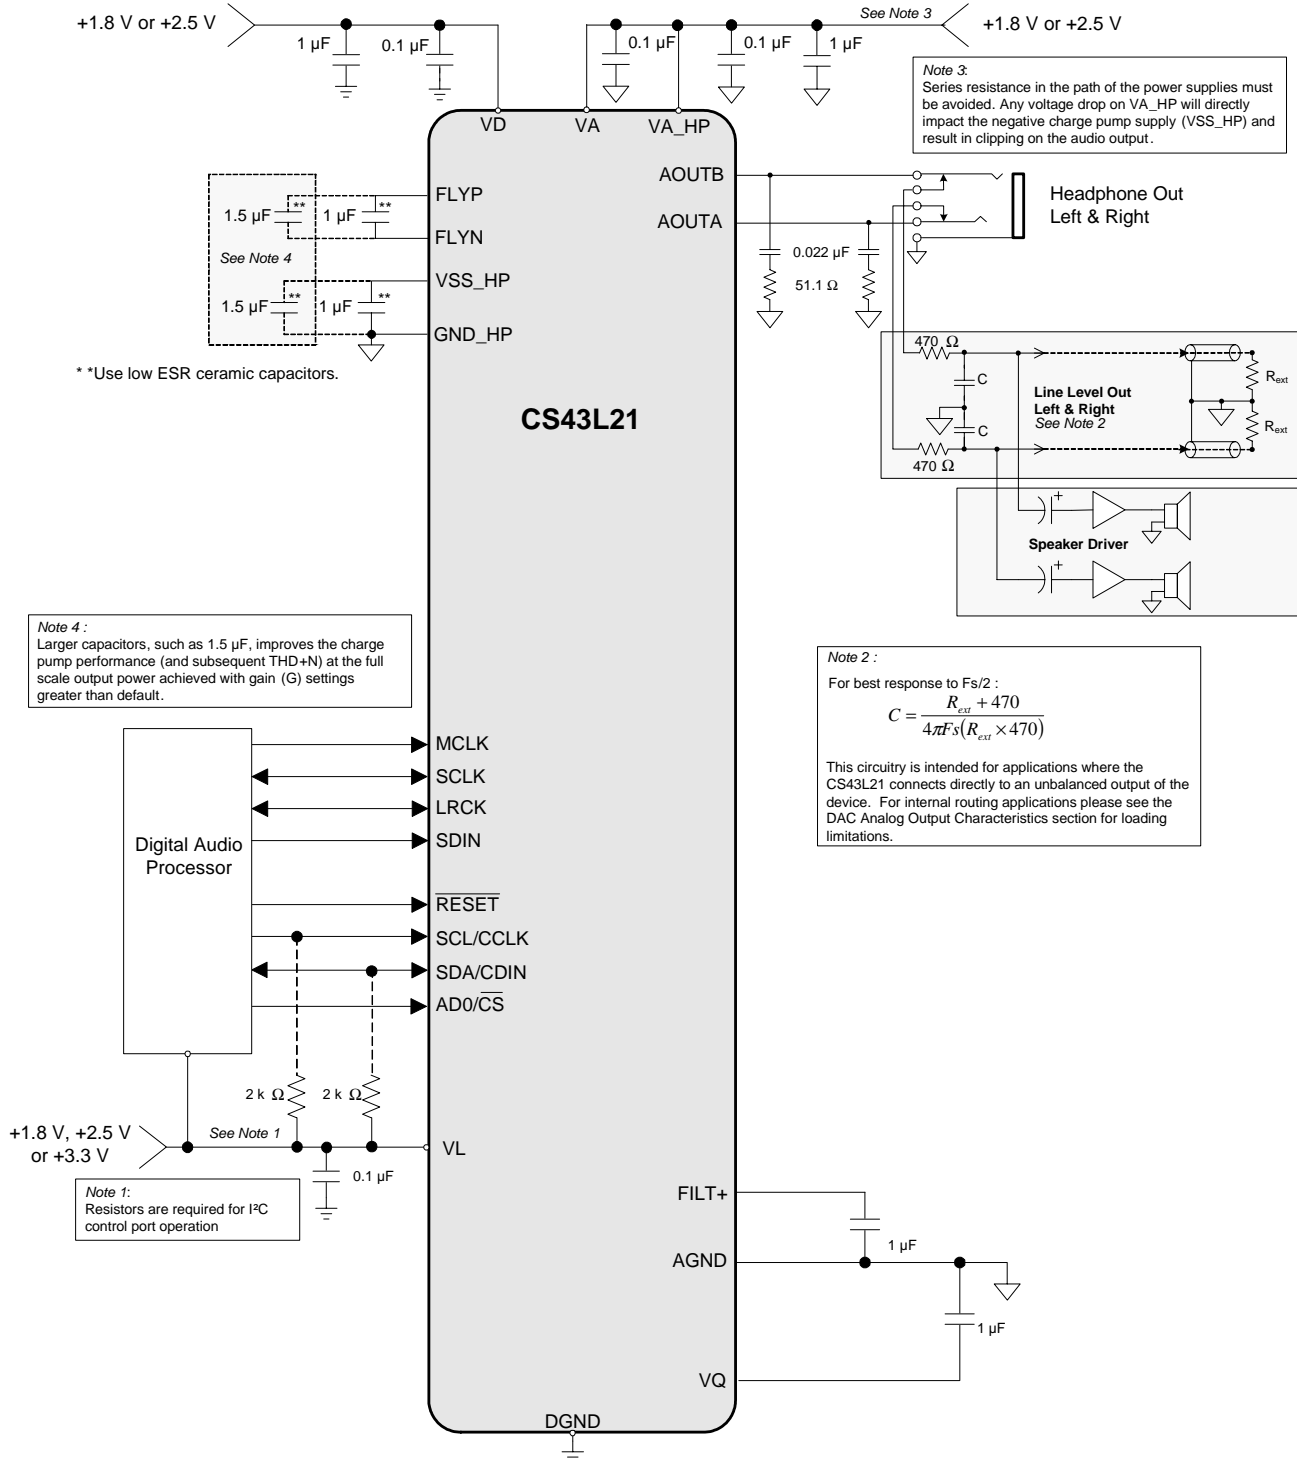 +1.8 V or +2.5 V
1 µF
0.1 µF
See Note 3
+1.8 V or +2.5 V
0.1 µF
0.1 µF
1 µF
Note 3:
Series resistance in the path of the power supplies must
be avoided. Any voltage drop on VA_HP will directly
impact the negative charge pump supply (VSS_HP) and
result in clipping on the audio output.
VD
VA
VA_HP
AOUTB
AOUTA
Headphone Out
Left & Right
0.022 µF
51.1 Ω
FLYP
FLYN
VSS_HP
GND_HP
1.5 µF
**
1 µF
**
See Note 4
1.5 µF
**
1 µF
**
* *Use low ESR ceramic capacitors.
CS43L21
470 Ω
C
C
470 Ω
Line Level Out
Left & Right
See Note 2
Rext
Rext
+
Speaker Driver
+
Note 4 :
Larger capacitors, such as 1.5 µF, improves the charge
pump performance (and subsequent THD+N) at the full
scale output power achieved with gain (G) settings
greater than default.
Note 2 :
For best response to Fs/2 :
C = (Rext + 470) / (4πFs(Rext × 470))
This circuitry is intended for applications where the
CS43L21 connects directly to an unbalanced output of the
device. For internal routing applications please see the
DAC Analog Output Characteristics section for loading
limitations.
Digital Audio
Processor
MCLK
SCLK
LRCK
SDIN
RESET
SCL/CCLK
SDA/CDIN
AD0/CS
2 k Ω
2 k Ω
+1.8 V, +2.5 V
or +3.3 V
See Note 1
VL
0.1 µF
Note 1:
Resistors are required for I²C
control port operation
FILT+
1 µF
AGND
1 µF
VQ
DGND